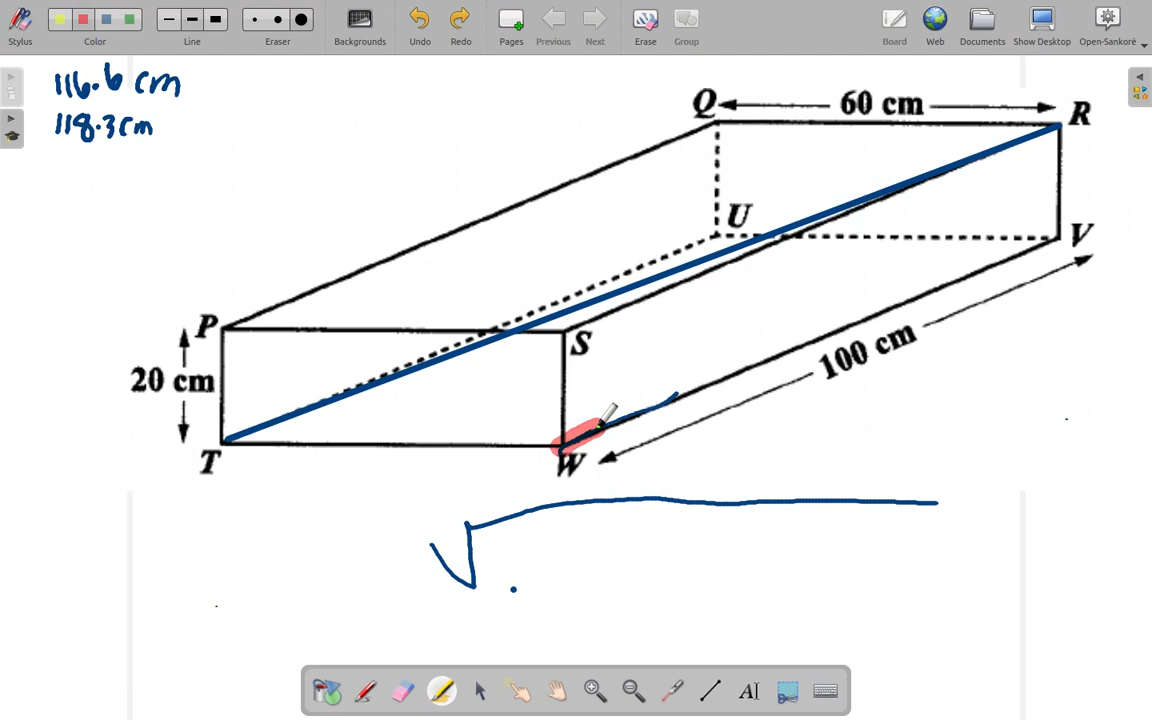 Stylus Color Line Eraser Backgrounds Undo Redo Pages Previous Next Erase Group Board Web Documents Show Desktop Open-Sankoré
116.6 cm
118.3 cm
Q 60 cm R
U V
P S
20 cm 100 cm
T W
√
AI